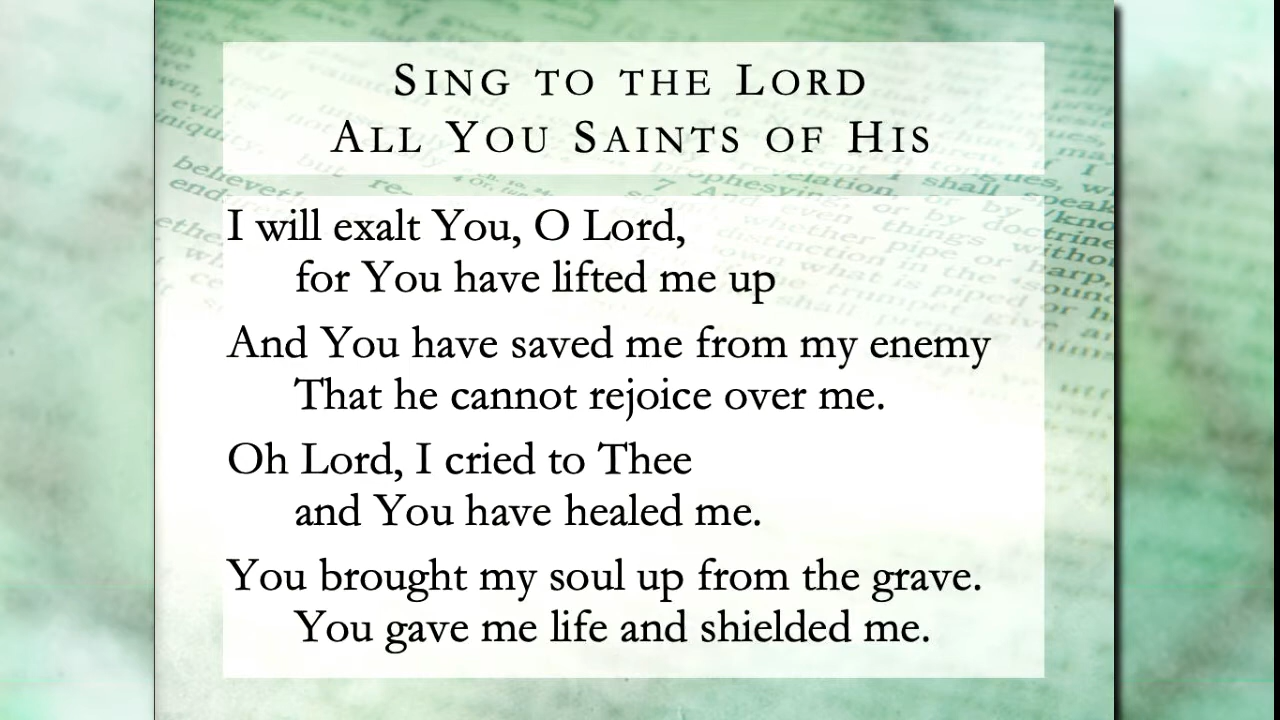 SING TO THE LORD
ALL YOU SAINTS OF HIS
I will exalt You, O Lord,
for You have lifted me up
And You have saved me from my enemy
That he cannot rejoice over me.
Oh Lord, I cried to Thee
and You have healed me.
You brought my soul up from the grave.
You gave me life and shielded me.